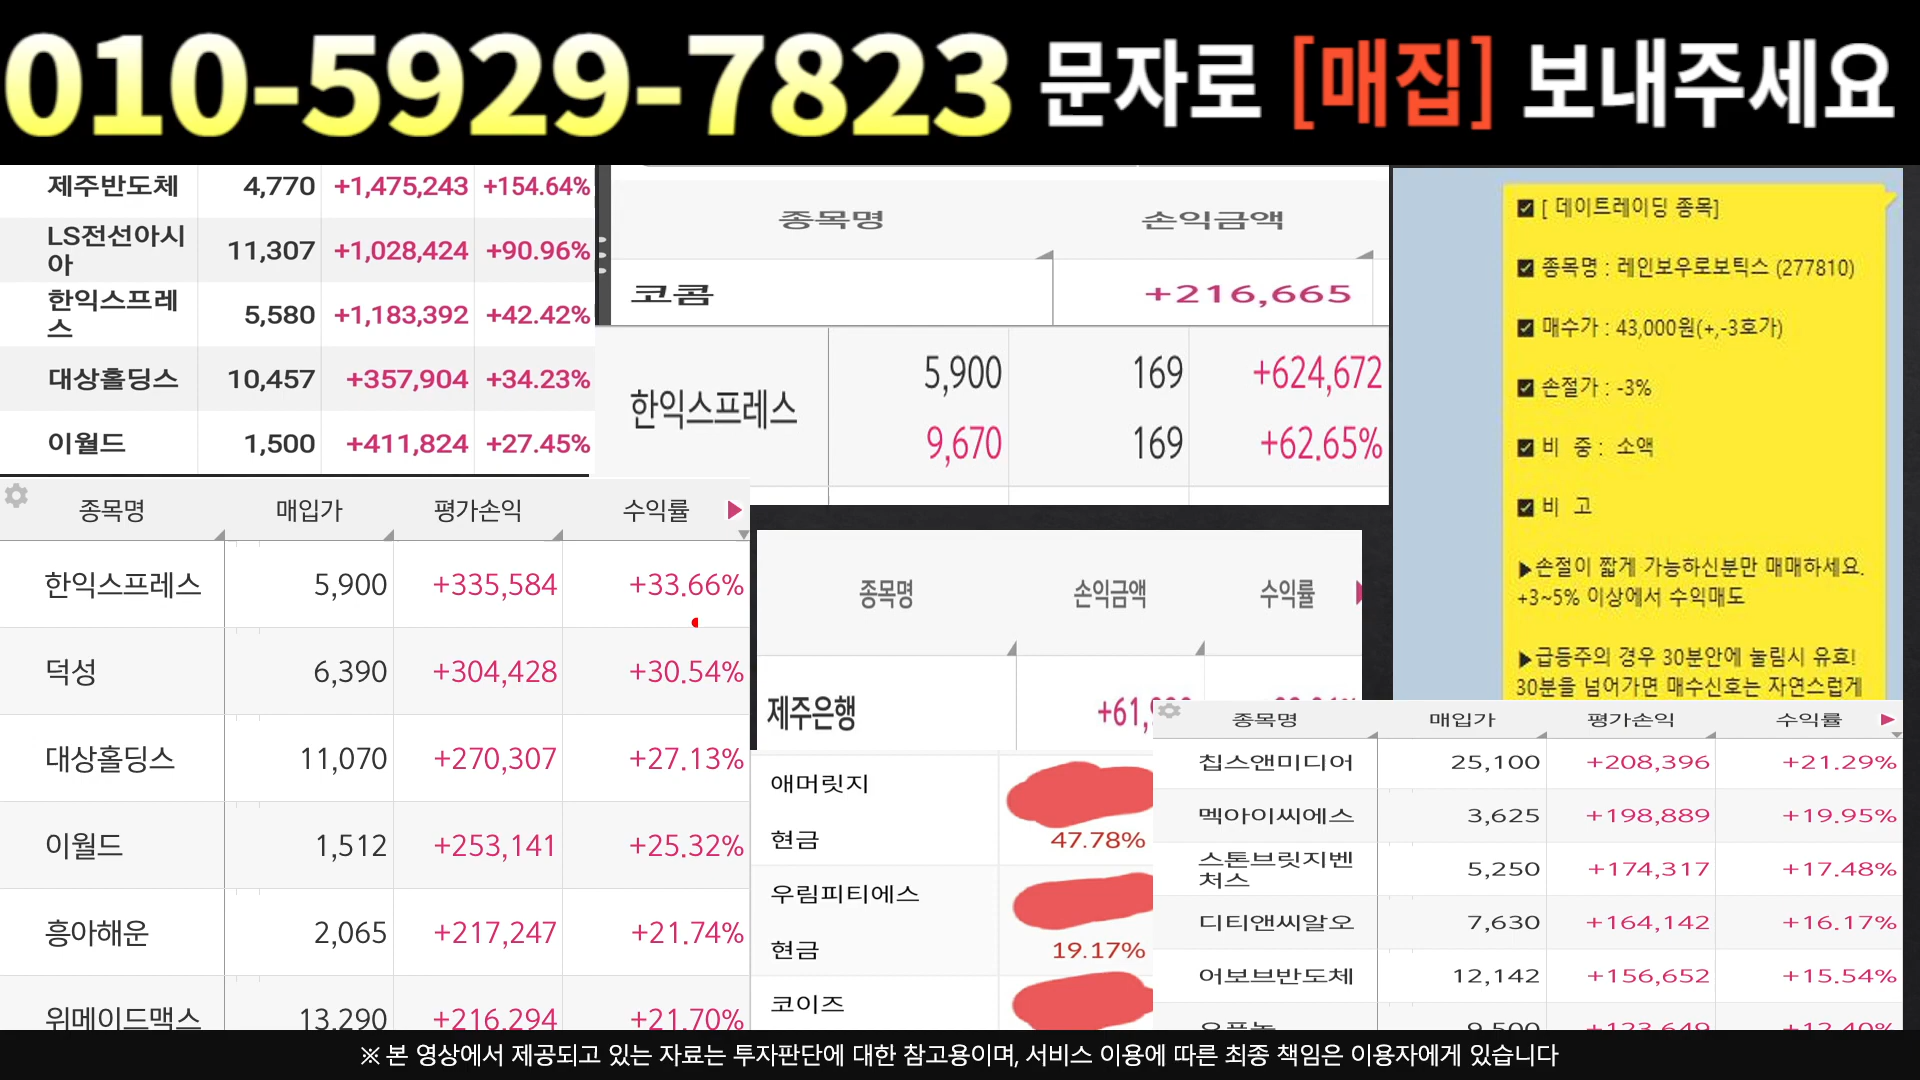 010-5929-7823 문자로 [매집] 보내주세요
제주반도체 4,770 +1,475,243 +154.64%
LS전선아시아 11,307 +1,028,424 +90.96%
한익스프레스 5,580 +1,183,392 +42.42%
대상홀딩스 10,457 +357,904 +34.23%
이월드 1,500 +411,824 +27.45%
종목명 손익금액
코콤 +216,665
한익스프레스 5,900 169 +624,672
9,670 169 +62.65%
☑ [ 데이트레이딩 종목]
☑ 종목명 : 레인보우로보틱스 (277810)
☑ 매수가 : 43,000원(+,-3호가)
☑ 손절가 : -3%
☑ 비 중 : 소액
☑ 비 고
▶손절이 짧게 가능하신분만 매매하세요.
+3~5% 이상에서 수익매도
▶급등주의 경우 30분안에 눌림시 유효!
30분을 넘어가면 매수신호는 자연스럽게
종목명 매입가 평가손익 수익률
한익스프레스 5,900 +335,584 +33.66%
덕성 6,390 +304,428 +30.54%
대상홀딩스 11,070 +270,307 +27.13%
이월드 1,512 +253,141 +25.32%
흥아해운 2,065 +217,247 +21.74%
위메이드맥스 13,290 +216,294 +21.70%
종목명 손익금액 수익률
제주은행 +61,
애머릿지
현금 47.78%
우림피티에스
현금 19.17%
코이즈
종목명 매입가 평가손익 수익률
칩스앤미디어 25,100 +208,396 +21.29%
멕아이씨에스 3,625 +198,889 +19.95%
스톤브릿지벤처스 5,250 +174,317 +17.48%
디티앤씨알오 7,630 +164,142 +16.17%
어보브반도체 12,142 +156,652 +15.54%
9,500 +123,649 +12.40%
※ 본 영상에서 제공되고 있는 자료는 투자판단에 대한 참고용이며, 서비스 이용에 따른 최종 책임은 이용자에게 있습니다